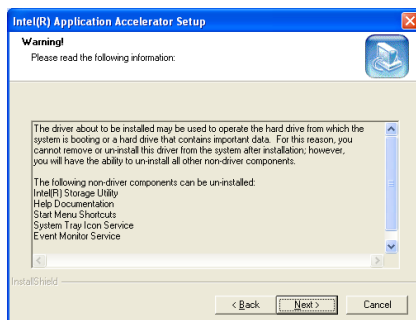 Intel(R) Application Accelerator Setup
Warning!
Please read the following information:
The driver about to be installed may be used to operate the hard drive from which the
system is booting or a hard drive that contains important data. For this reason, you
cannot remove or un-install this driver from the system after installation; however,
you will have the ability to un-install all other non-driver components.
The following non-driver components can be un-installed:
Intel(R) Storage Utility
Help Documentation
Start Menu Shortcuts
System Tray Icon Service
Event Monitor Service
InstallShield
< Back
Next >
Cancel